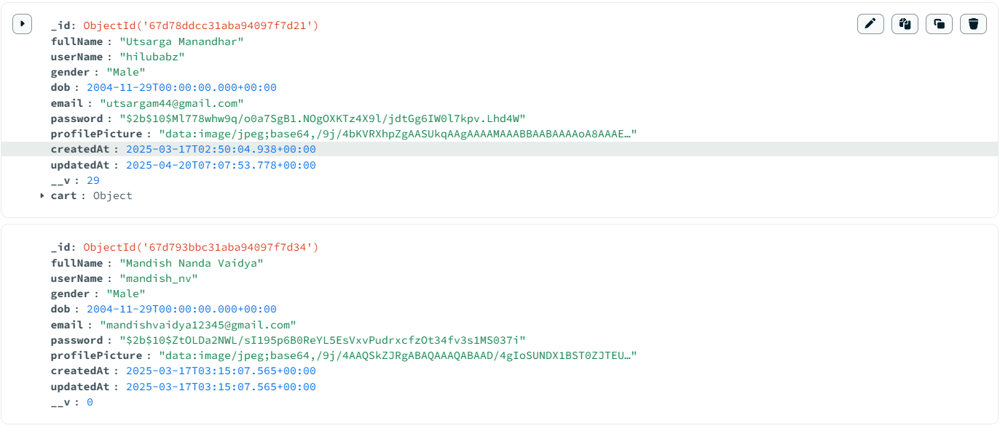 _id: ObjectId('67d78ddcc31aba94097f7d21')
fullName : "Utsarga Manandhar"
userName : "hilubabz"
gender : "Male"
dob : 2004-11-29T00:00:00.000+00:00
email : "utsargam44@gmail.com"
password : "$2b$10$Ml778whw9q/o0a7SgB1.NOgOXKTz4X9l/jdtGg6IW0l7kpv.Lhd4W"
profilePicture : "data:image/jpeg;base64,/9j/4bKVRXhpZgAASUkqAAgAAAAMAAABBAABAAAAoA8AAAE…"
createdAt : 2025-03-17T02:50:04.938+00:00
updatedAt : 2025-04-20T07:07:53.778+00:00
__v : 29
cart : Object
_id: ObjectId('67d793bbc31aba94097f7d34')
fullName : "Mandish Nanda Vaidya"
userName : "mandish_nv"
gender : "Male"
dob : 2004-11-29T00:00:00.000+00:00
email : "mandishvaidya12345@gmail.com"
password : "$2b$10$ZtOLDa2NWL/sI195p6B0ReYL5EsVxvPudrxcfzOt34fv3s1MS037i"
profilePicture : "data:image/jpeg;base64,/9j/4AAQSkZJRgABAQAAAQABAAD/4gIoSUNDX1BST0ZJTEU…"
createdAt : 2025-03-17T03:15:07.565+00:00
updatedAt : 2025-03-17T03:15:07.565+00:00
__v : 0